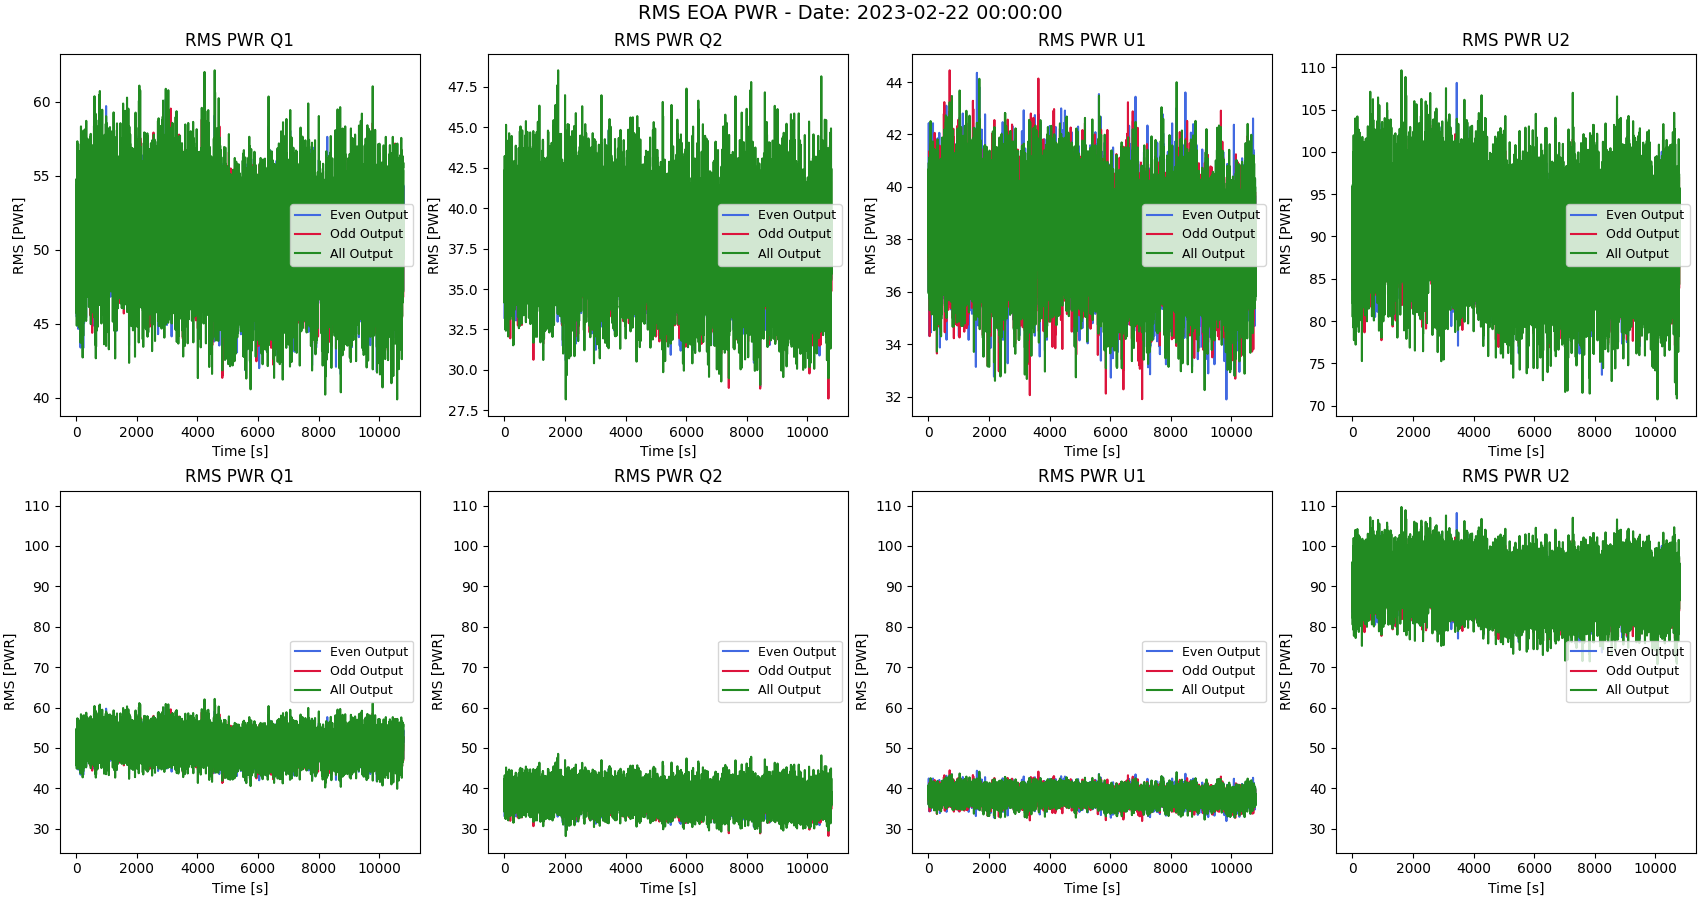 RMS EOA PWR - Date: 2023-02-22 00:00:00
RMS PWR Q1
RMS [PWR]
60
55
50
45
40
Even Output
Odd Output
All Output
0 2000 4000 6000 8000 10000
Time [s]
RMS PWR Q2
RMS [PWR]
47.5
45.0
42.5
40.0
37.5
35.0
32.5
30.0
27.5
Even Output
Odd Output
All Output
0 2000 4000 6000 8000 10000
Time [s]
RMS PWR U1
RMS [PWR]
44
42
40
38
36
34
32
Even Output
Odd Output
All Output
0 2000 4000 6000 8000 10000
Time [s]
RMS PWR U2
RMS [PWR]
110
105
100
95
90
85
80
75
70
Even Output
Odd Output
All Output
0 2000 4000 6000 8000 10000
Time [s]
RMS PWR Q1
RMS [PWR]
110
100
90
80
70
60
50
40
30
Even Output
Odd Output
All Output
0 2000 4000 6000 8000 10000
Time [s]
RMS PWR Q2
RMS [PWR]
110
100
90
80
70
60
50
40
30
Even Output
Odd Output
All Output
0 2000 4000 6000 8000 10000
Time [s]
RMS PWR U1
RMS [PWR]
110
100
90
80
70
60
50
40
30
Even Output
Odd Output
All Output
0 2000 4000 6000 8000 10000
Time [s]
RMS PWR U2
RMS [PWR]
110
100
90
80
70
60
50
40
30
Even Output
Odd Output
All Output
0 2000 4000 6000 8000 10000
Time [s]